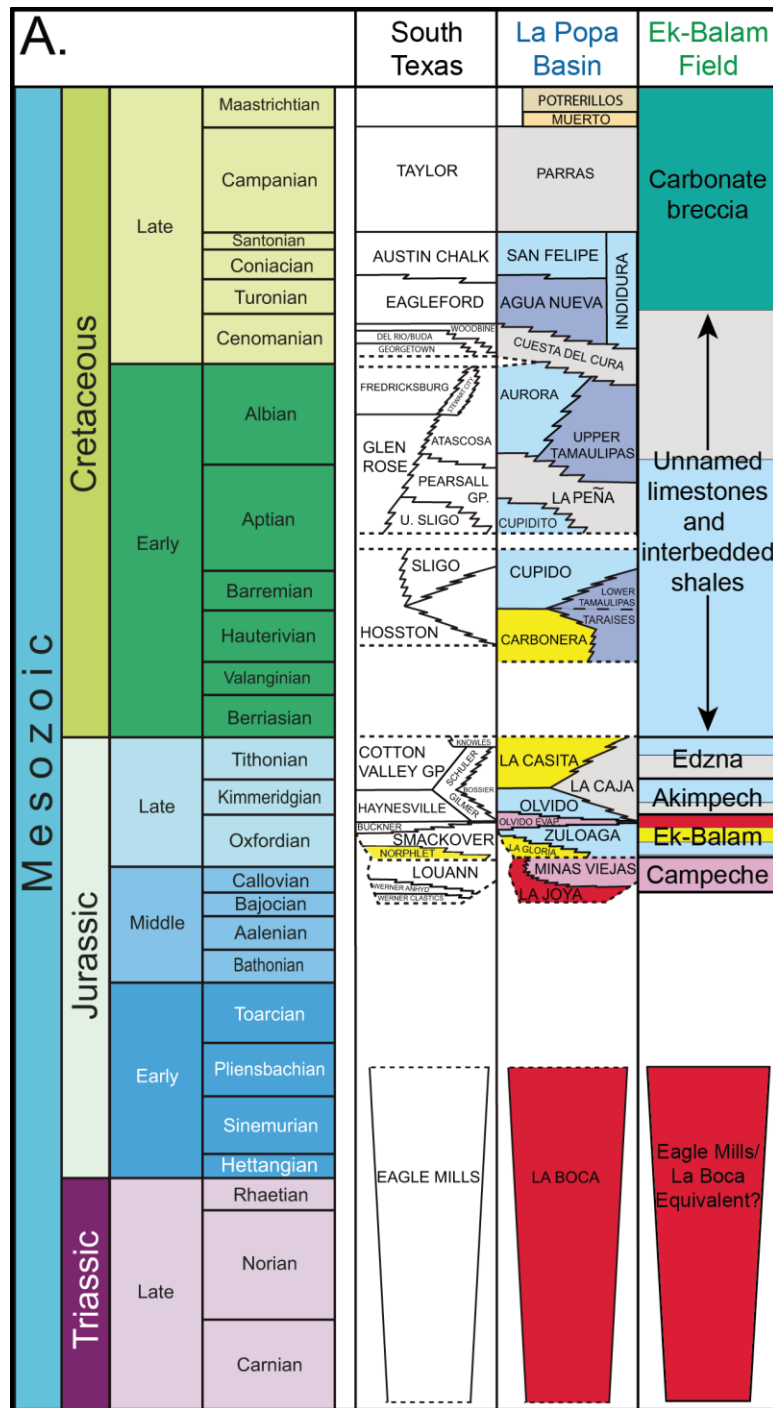 A.
South
Texas
La Popa
Basin
Ek-Balam
Field
Mesozoic
Cretaceous
Late
Maastrichtian
Campanian
Santonian
Coniacian
Turonian
Cenomanian
Early
Albian
Aptian
Barremian
Hauterivian
Valanginian
Berriasian
Jurassic
Late
Tithonian
Kimmeridgian
Oxfordian
Middle
Callovian
Bajocian
Aalenian
Bathonian
Early
Toarcian
Pliensbachian
Sinemurian
Hettangian
Triassic
Late
Rhaetian
Norian
Carnian
TAYLOR
AUSTIN CHALK
EAGLEFORD
WOODBINE
DEL RIO/BUDA
GEORGETOWN
FREDRICKSBURG
STEWART CITY
GLEN
ROSE
ATASCOSA
PEARSALL
GP.
U. SLIGO
SLIGO
HOSSTON
KNOWLES
COTTON
VALLEY GP
SCHULER
BOSSIER
HAYNESVILLE
GILMER
BUCKNER
SMACKOVER
NORPHLET
LOUANN
WERNER ANHYD
WERNER CLASTICS
EAGLE MILLS
POTRERILLOS
MUERTO
PARRAS
SAN FELIPE
INDIDURA
AGUA NUEVA
CUESTA DEL CURA
AURORA
UPPER
TAMAULIPAS
LA PEÑA
CUPIDITO
CUPIDO
LOWER
TAMAULIPAS
TARAISES
CARBONERA
LA CASITA
LA CAJA
OLVIDO
OLVIDO EVAP
ZULOAGA
LA GLORIA
MINAS VIEJAS
LA JOYA
LA BOCA
Carbonate
breccia
Unnamed
limestones
and
interbedded
shales
Edzna
Akimpech
Ek-Balam
Campeche
Eagle Mills/
La Boca
Equivalent?